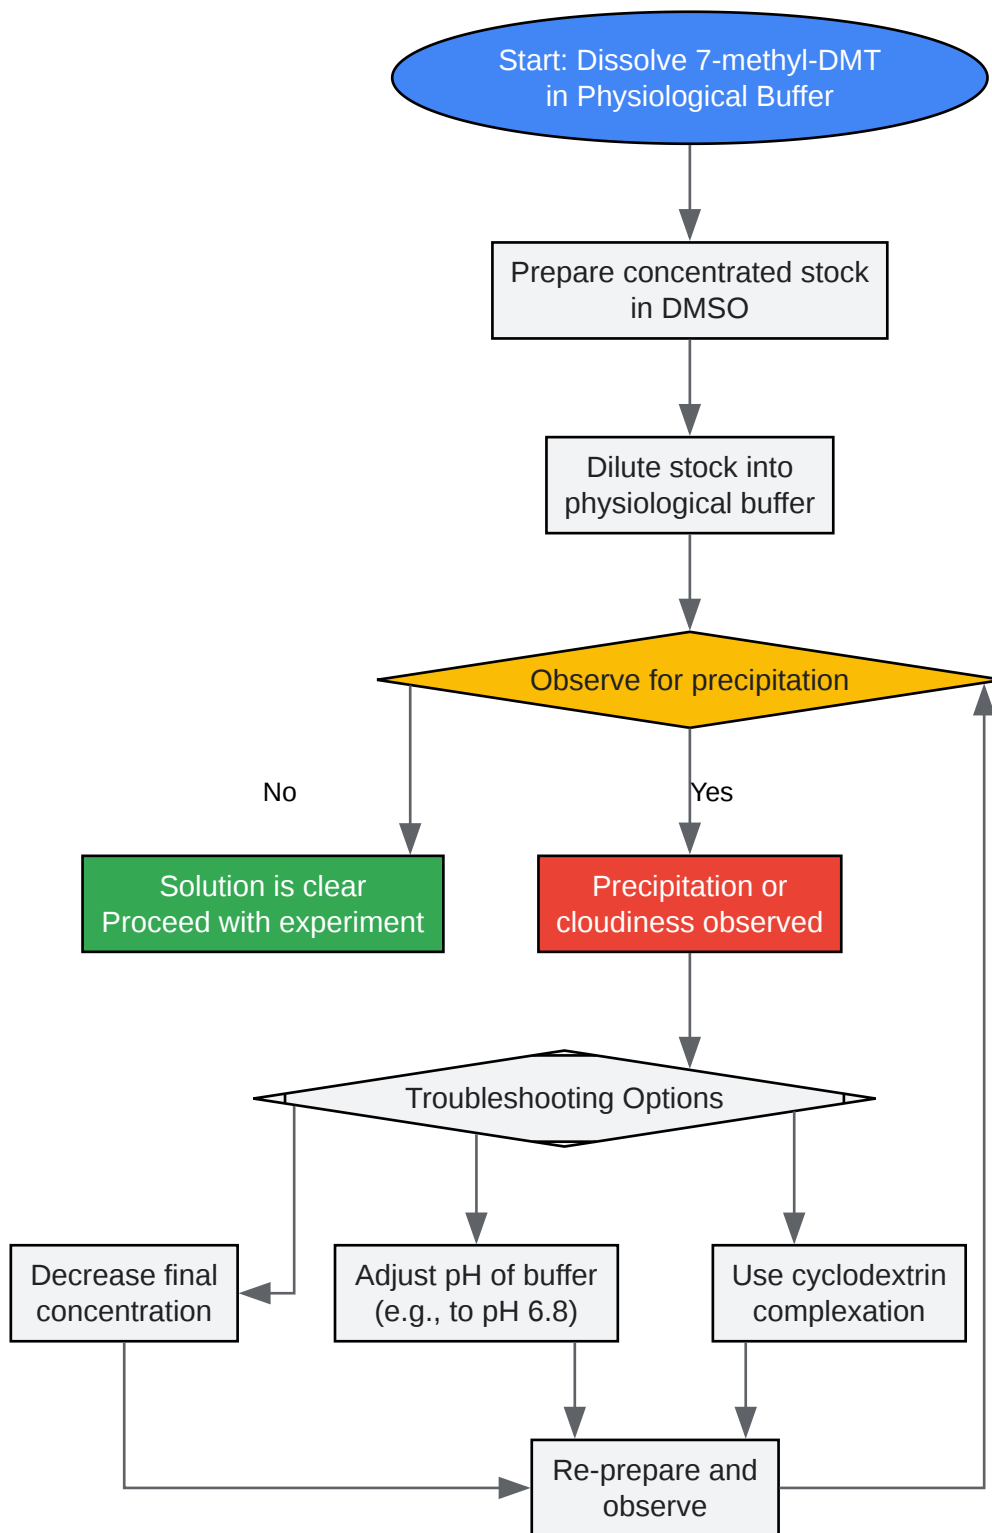 Start: Dissolve 7-methyl-DMT
in Physiological Buffer
Prepare concentrated stock
in DMSO
Dilute stock into
physiological buffer
Observe for precipitation
No
Yes
Solution is clear
Proceed with experiment
Precipitation or
cloudiness observed
Troubleshooting Options
Decrease final
concentration
Adjust pH of buffer
(e.g., to pH 6.8)
Use cyclodextrin
complexation
Re-prepare and
observe